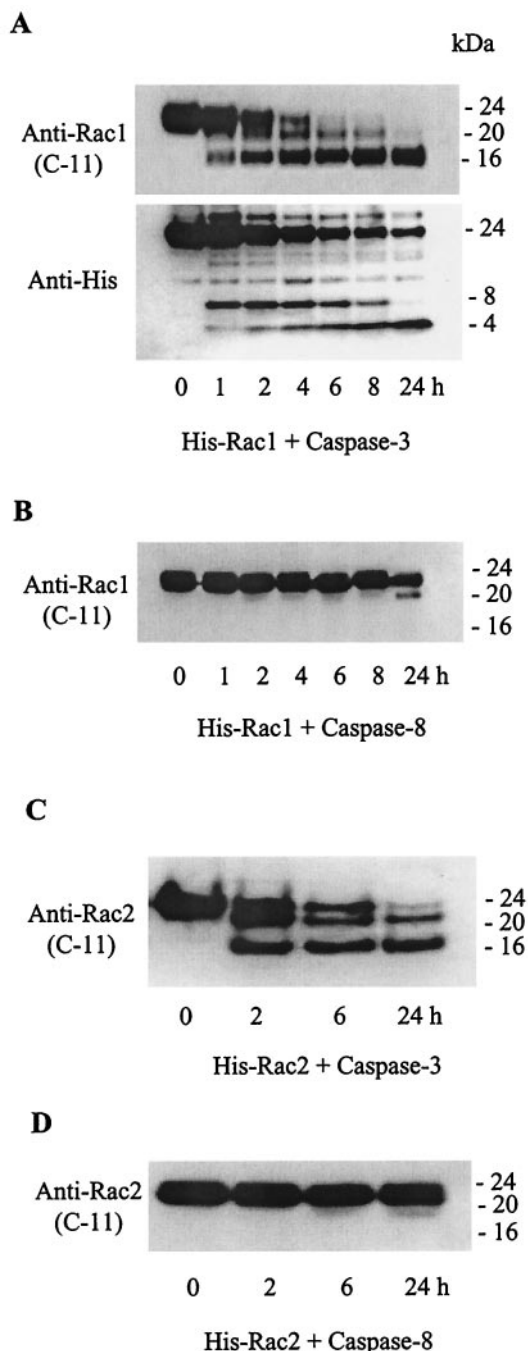 A
kDa
Anti-Rac1
(C-11)
- 24
- 20
- 16
Anti-His
- 24
- 8
- 4
0 1 2 4 6 8 24 h
His-Rac1 + Caspase-3
B
Anti-Rac1
(C-11)
- 24
- 20
- 16
0 1 2 4 6 8 24 h
His-Rac1 + Caspase-8
C
Anti-Rac2
(C-11)
- 24
- 20
- 16
0 2 6 24 h
His-Rac2 + Caspase-3
D
Anti-Rac2
(C-11)
- 24
- 20
- 16
0 2 6 24 h
His-Rac2 + Caspase-8